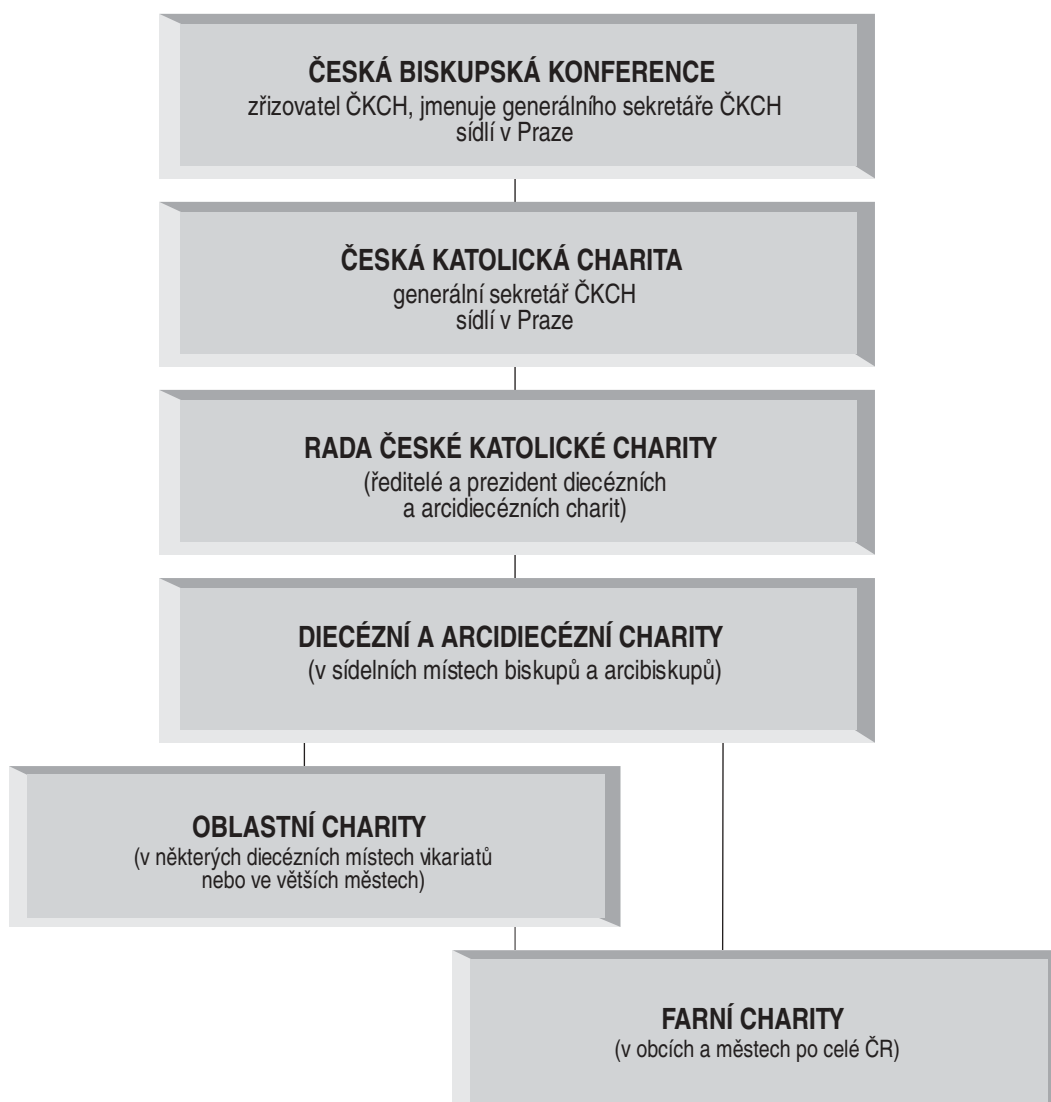 ČESKÁ BISKUPSKÁ KONFERENCE
zřizovatel ČKCH, jmenuje generálního sekretáře ČKCH
sídlí v Praze
ČESKÁ KATOLICKÁ CHARITA
generální sekretář ČKCH
sídlí v Praze
RADA ČESKÉ KATOLICKÉ CHARITY
(ředitelé a prezident diecézních
a arcidiecézních charit)
DIECÉZNÍ A ARCIDIECÉZNÍ CHARITY
(v sídelních místech biskupů a arcibiskupů)
OBLASTNÍ CHARITY
(v některých diecézních místech vikariatů
nebo ve větších městech)
FARNÍ CHARITY
(v obcích a městech po celé ČR)